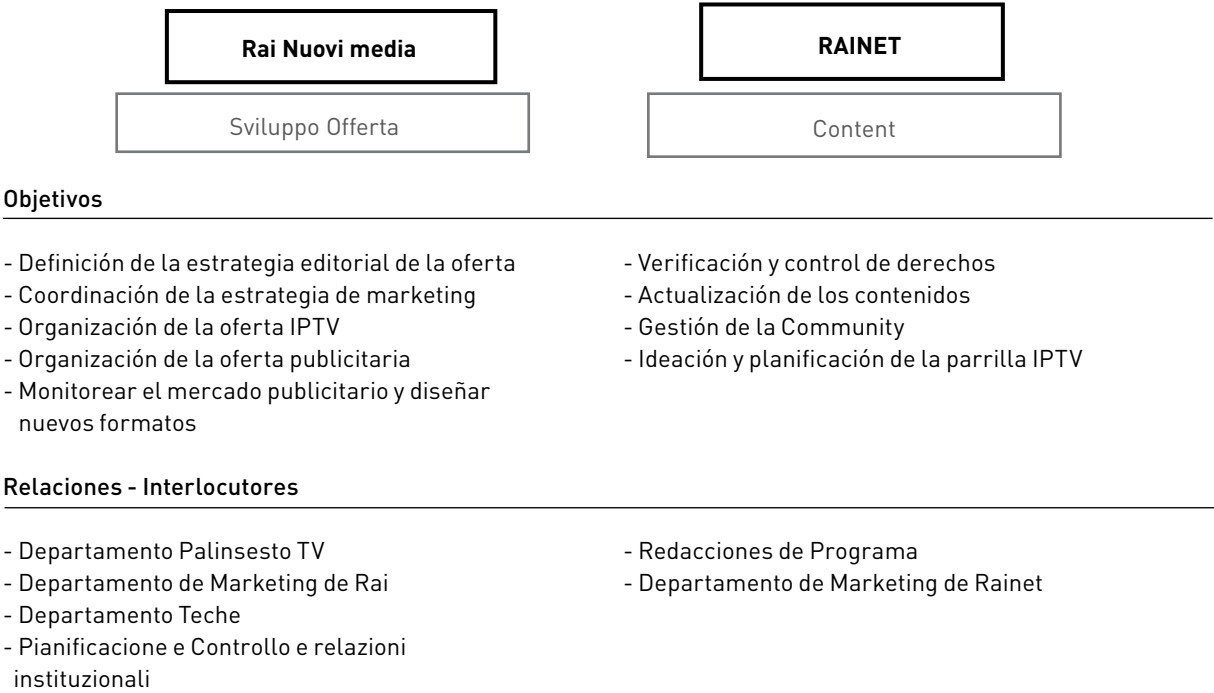 Rai Nuovi media
RAINET
Sviluppo Offerta
Content
Objetivos
- Definición de la estrategia editorial de la oferta
- Coordinación de la estrategia de marketing
- Organización de la oferta IPTV
- Organización de la oferta publicitaria
- Monitorear el mercado publicitario y diseñar
nuevos formatos
- Verificación y control de derechos
- Actualización de los contenidos
- Gestión de la Community
- Ideación y planificación de la parrilla IPTV
Relaciones - Interlocutores
- Departamento Palinsesto TV
- Departamento de Marketing de Rai
- Departamento Teche
- Pianificacione e Controllo e relazioni
instituzionali
- Redacciones de Programa
- Departamento de Marketing de Rainet